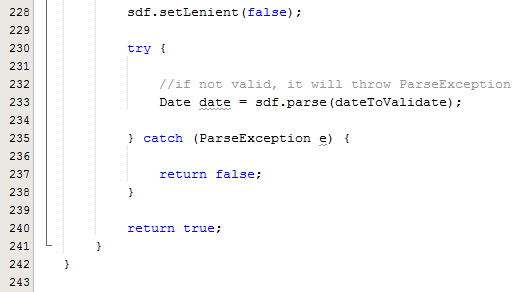 228 sdf.setLenient(false);
229
230 try {
231
232 //if not valid, it will throw ParseException
233 Date date = sdf.parse(dateToValidate);
234
235 } catch (ParseException e) {
236
237 return false;
238 }
239
240 return true;
241 }
242 }
243